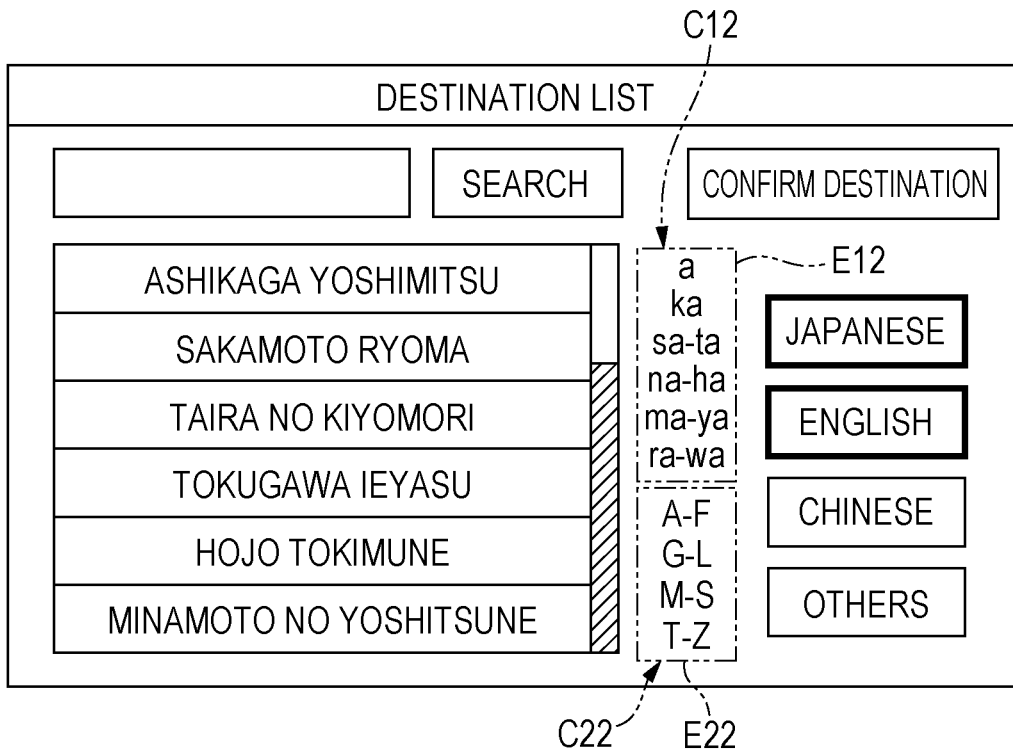 C12
DESTINATION LIST
SEARCH
CONFIRM DESTINATION
ASHIKAGA YOSHIMITSU
SAKAMOTO RYOMA
TAIRA NO KIYOMORI
TOKUGAWA IEYASU
HOJO TOKIMUNE
MINAMOTO NO YOSHITSUNE
a
ka
sa-ta
na-ha
ma-ya
ra-wa
A-F
G-L
M-S
T-Z
E12
JAPANESE
ENGLISH
CHINESE
OTHERS
C22
E22